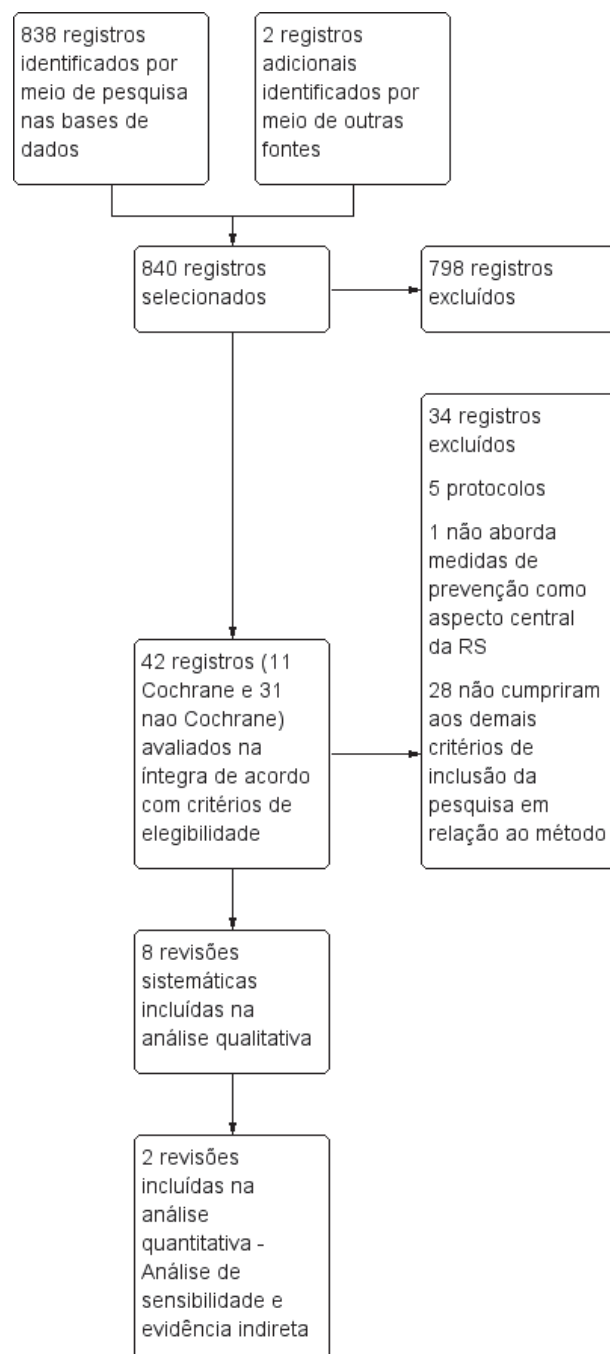 838 registros
identificados por
meio de pesquisa
nas bases de
dados
2 registros
adicionais
identificados por
meio de outras
fontes
840 registros
selecionados
798 registros
excluídos
34 registros
excluídos
5 protocolos
1 não aborda
medidas de
prevenção como
aspecto central
da RS
28 não cumpriram
aos demais
critérios de
inclusão da
pesquisa em
relação ao método
42 registros (11
Cochrane e 31
nao Cochrane)
avaliados na
íntegra de acordo
com critérios de
elegibilidade
8 revisões
sistemáticas
incluídas na
análise qualitativa
2 revisões
incluídas na
análise
quantitativa -
Análise de
sensibilidade e
evidência indireta